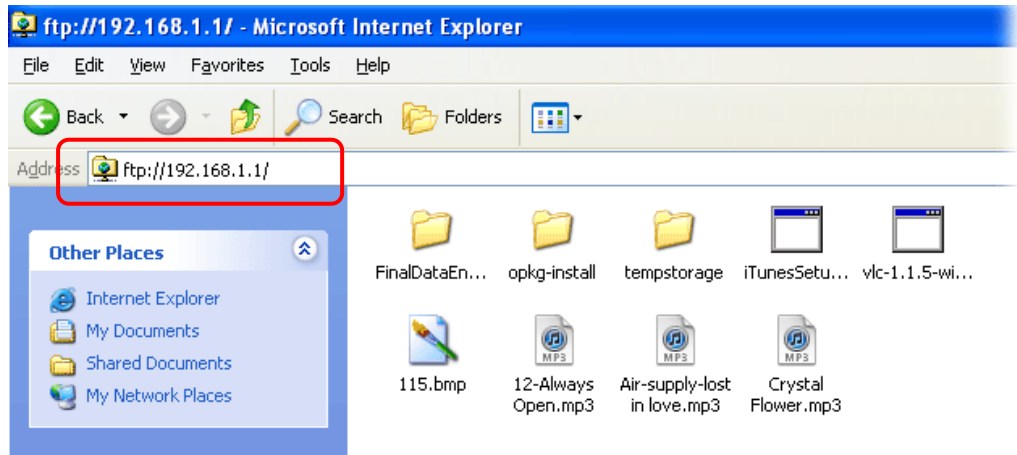 ftp://192.168.1.1/ - Microsoft Internet Explorer
File Edit View Favorites Tools Help
Back Search Folders
Address ftp://192.168.1.1/
Other Places
Internet Explorer
My Documents
Shared Documents
My Network Places
FinalDataEn... opkg-install tempstorage iTunesSetu... vlc-1.1.5-wi...
MP3 MP3 MP3
115.bmp 12-Always Air-supply-lost Crystal
Open.mp3 in love.mp3 Flower.mp3